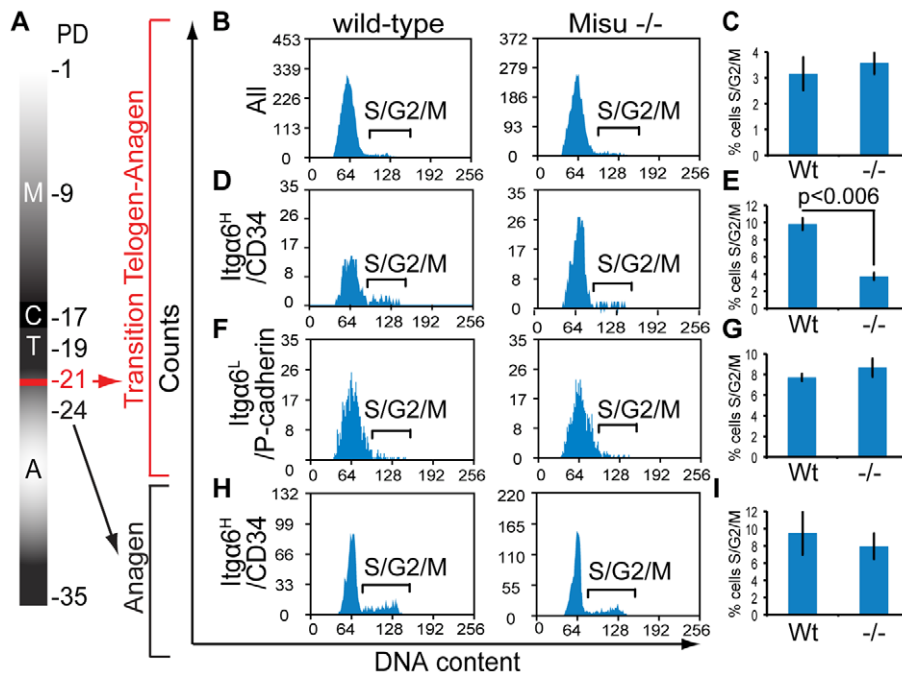 A
PD
-1
M
-9
C
-17
T
-19
-21
-24
A
-35
Transition Telogen-Anagen
Anagen
Counts
DNA content
wild-type
Misu -/-
B
All
453
339
226
113
0
S/G2/M
0 64 128 192 256
372
279
186
93
0
S/G2/M
0 64 128 192 256
C
% cells S/G2/M
4
3
2
1
0
Wt -/-
D
Itgα6ᴴ
/CD34
35
26
17
8
0
S/G2/M
0 64 128 192 256
35
26
17
8
0
S/G2/M
0 64 128 192 256
E
% cells S/G2/M
12
10
8
6
4
2
0
p<0.006
Wt -/-
F
Itgα6ᴸ
/P-cadherin
35
26
17
8
0
S/G2/M
0 64 128 192 256
35
26
17
8
0
S/G2/M
0 64 128 192 256
G
% cells S/G2/M
10
8
6
4
2
0
Wt -/-
H
Itgα6ᴴ
/CD34
132
99
66
33
0
S/G2/M
0 64 128 192 256
220
165
110
55
0
S/G2/M
0 64 128 192 256
I
% cells S/G2/M
12
10
8
6
4
2
0
Wt -/-